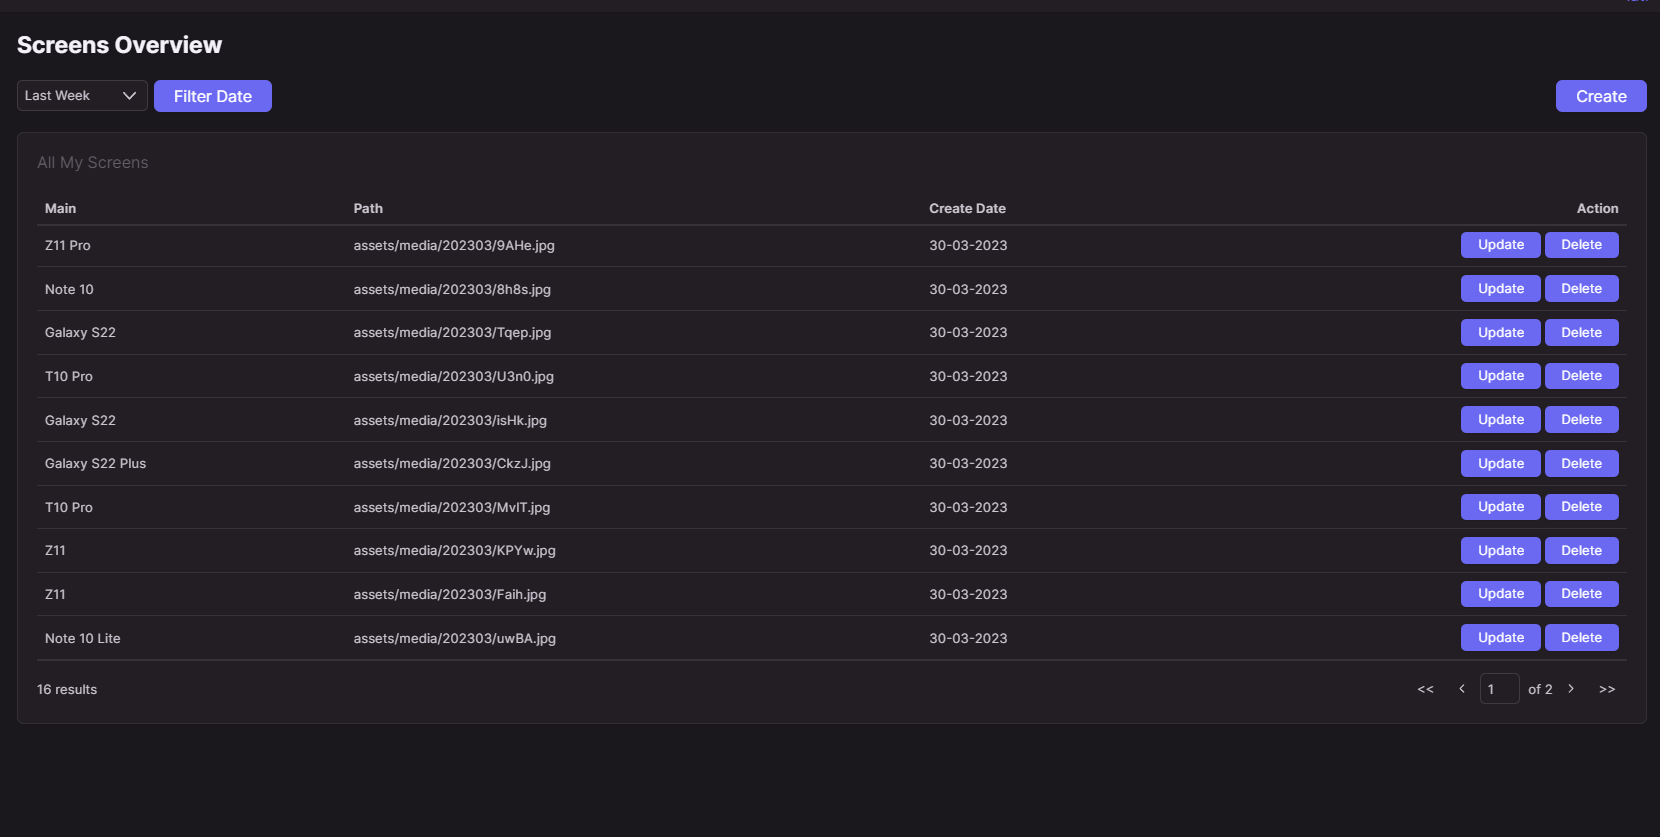 Screens Overview
Last Week Filter Date Create
All My Screens
Main Path Create Date Action
Z11 Pro assets/media/202303/9AHe.jpg 30-03-2023 Update Delete
Note 10 assets/media/202303/8h8s.jpg 30-03-2023 Update Delete
Galaxy S22 assets/media/202303/Tqep.jpg 30-03-2023 Update Delete
T10 Pro assets/media/202303/U3n0.jpg 30-03-2023 Update Delete
Galaxy S22 assets/media/202303/isHk.jpg 30-03-2023 Update Delete
Galaxy S22 Plus assets/media/202303/CkzJ.jpg 30-03-2023 Update Delete
T10 Pro assets/media/202303/MvIT.jpg 30-03-2023 Update Delete
Z11 assets/media/202303/KPYw.jpg 30-03-2023 Update Delete
Z11 assets/media/202303/Faih.jpg 30-03-2023 Update Delete
Note 10 Lite assets/media/202303/uwBA.jpg 30-03-2023 Update Delete
16 results << < 1 of 2 > >>